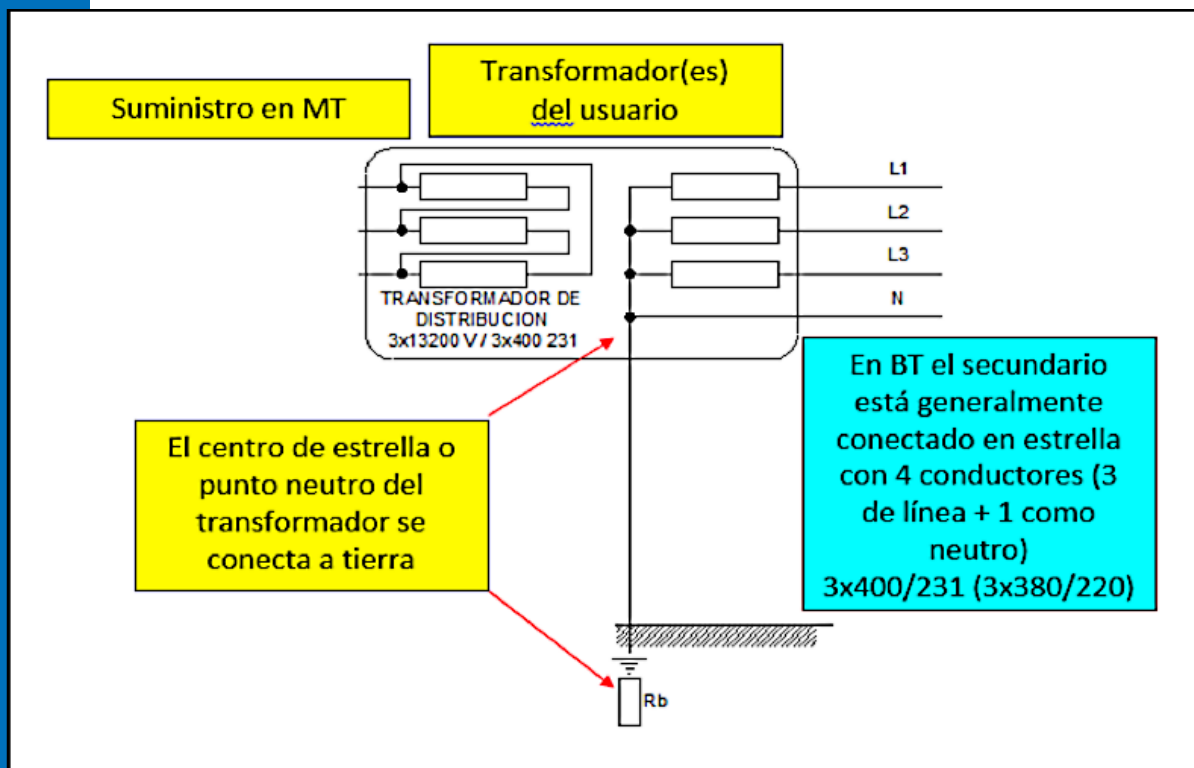 Suministro en MT
Transformador(es)
del usuario
L1
L2
L3
N
TRANSFORMADOR DE
DISTRIBUCION
3x13200 V / 3x400 231
El centro de estrella o
punto neutro del
transformador se
conecta a tierra
En BT el secundario
está generalmente
conectado en estrella
con 4 conductores (3
de línea + 1 como
neutro)
3x400/231 (3x380/220)
Rb